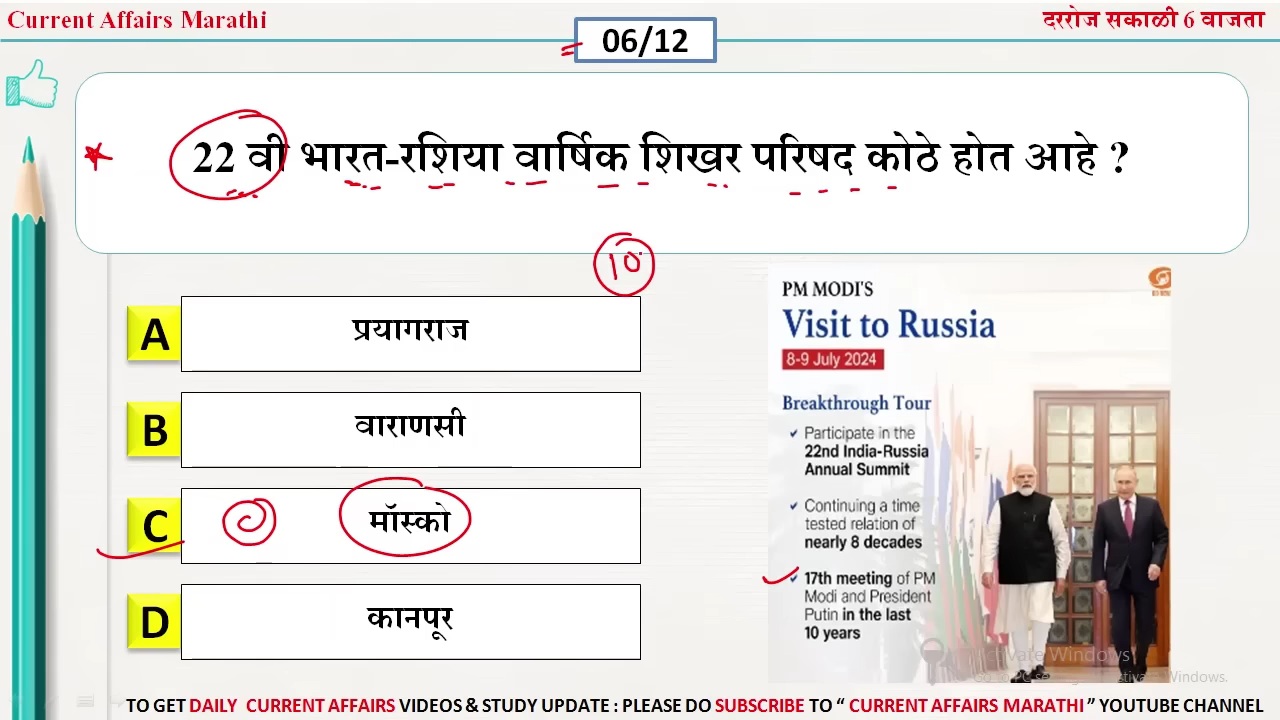 Current Affairs Marathi
दररोज सकाळी 6 वाजता
06/12
22 वी भारत-रशिया वार्षिक शिखर परिषद कोठे होत आहे ?
10
PM MODI'S
Visit to Russia
8-9 July 2024
Breakthrough Tour
✓ Participate in the
22nd India-Russia
Annual Summit
✓ Continuing a time
tested relation of
nearly 8 decades
✓ 17th meeting of PM
Modi and President
Putin in the last
10 years
A प्रयागराज
B वाराणसी
C मॉस्को
D कानपूर
Activate Windows
TO GET DAILY CURRENT AFFAIRS VIDEOS & STUDY UPDATE : PLEASE DO SUBSCRIBE TO “ CURRENT AFFAIRS MARATHI ” YOUTUBE CHANNEL